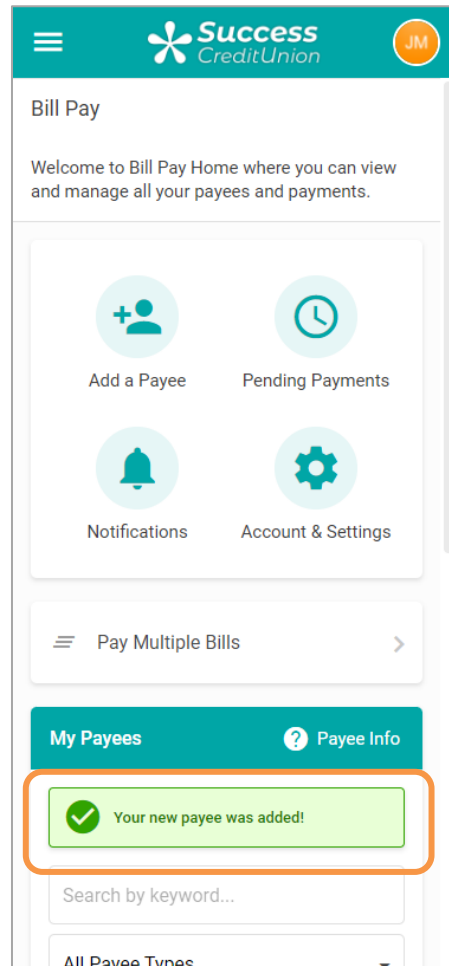 Success
CreditUnion
JM
Bill Pay
Welcome to Bill Pay Home where you can view
and manage all your payees and payments.
Add a Payee
Pending Payments
Notifications
Account & Settings
Pay Multiple Bills
My Payees
? Payee Info
Your new payee was added!
Search by keyword...
All Payee Types